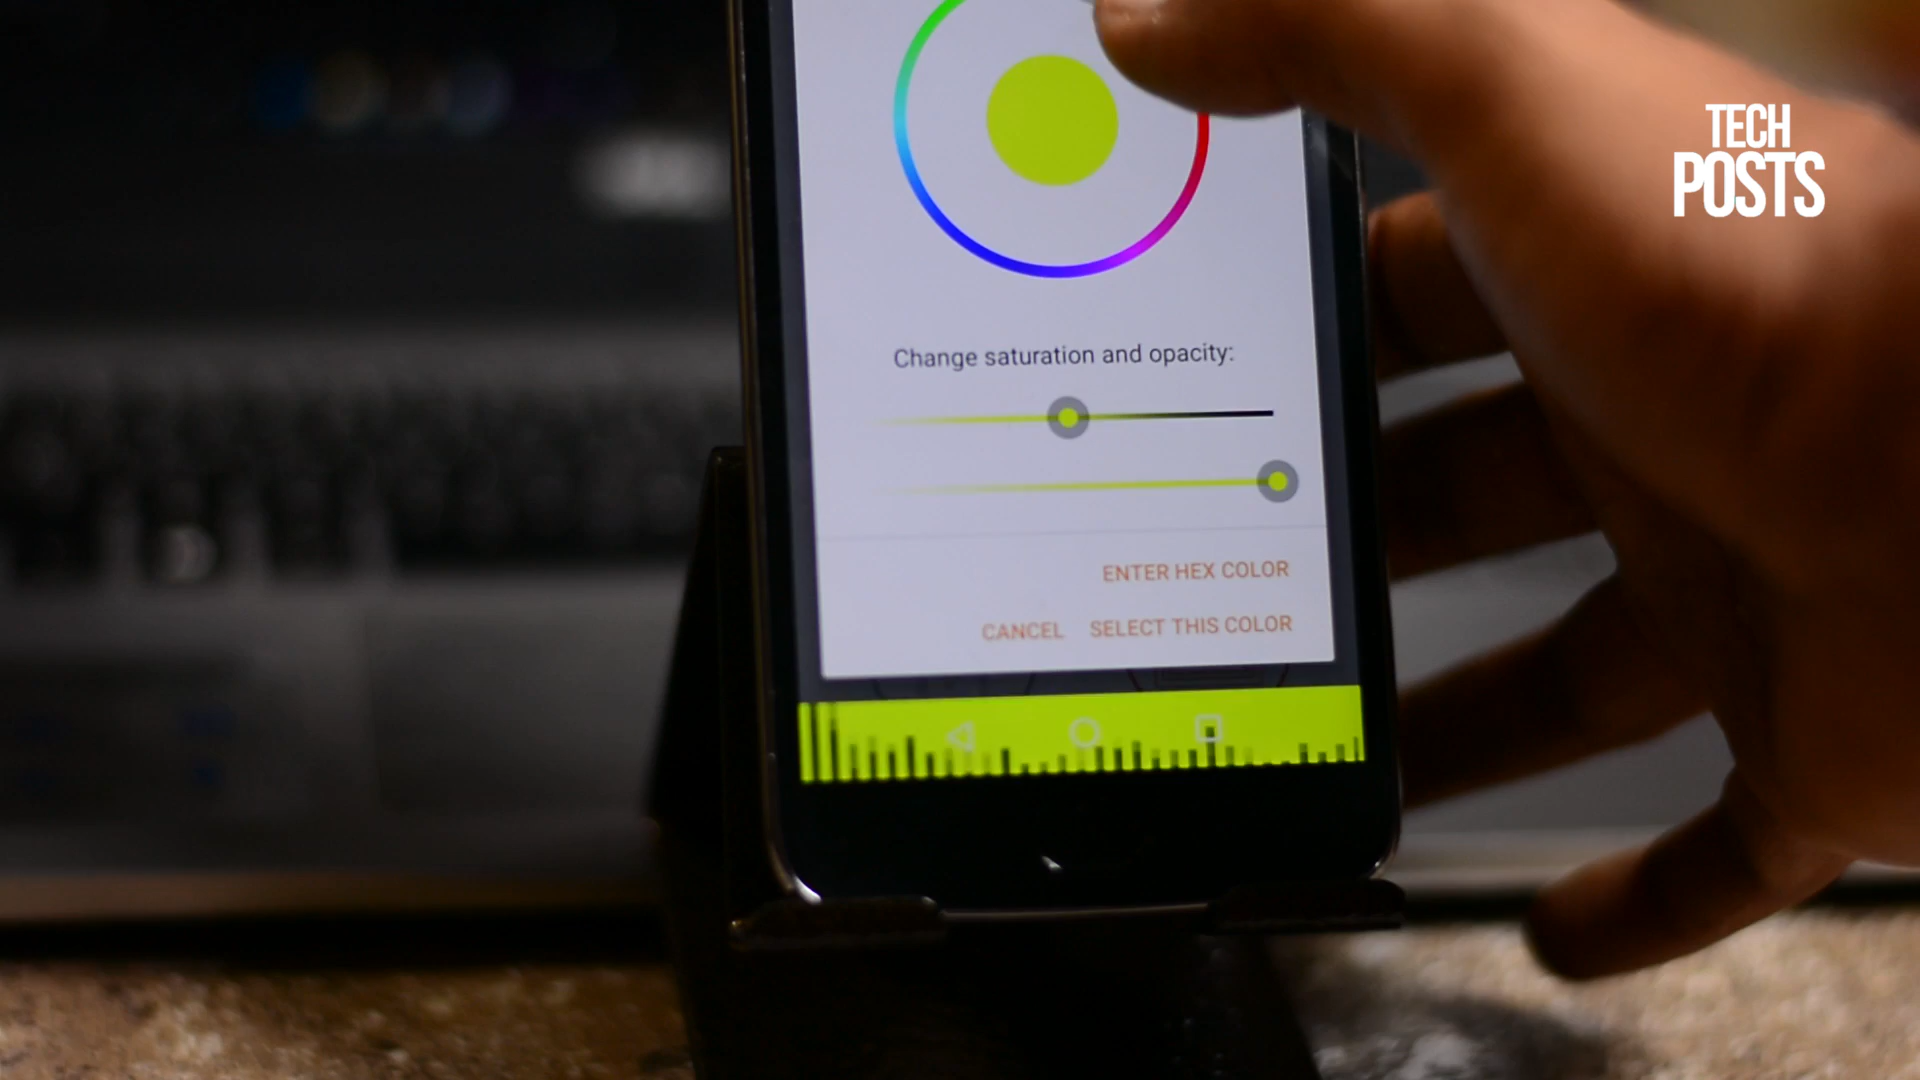 TECH
POSTS
Change saturation and opacity:
ENTER HEX COLOR
CANCEL SELECT THIS COLOR